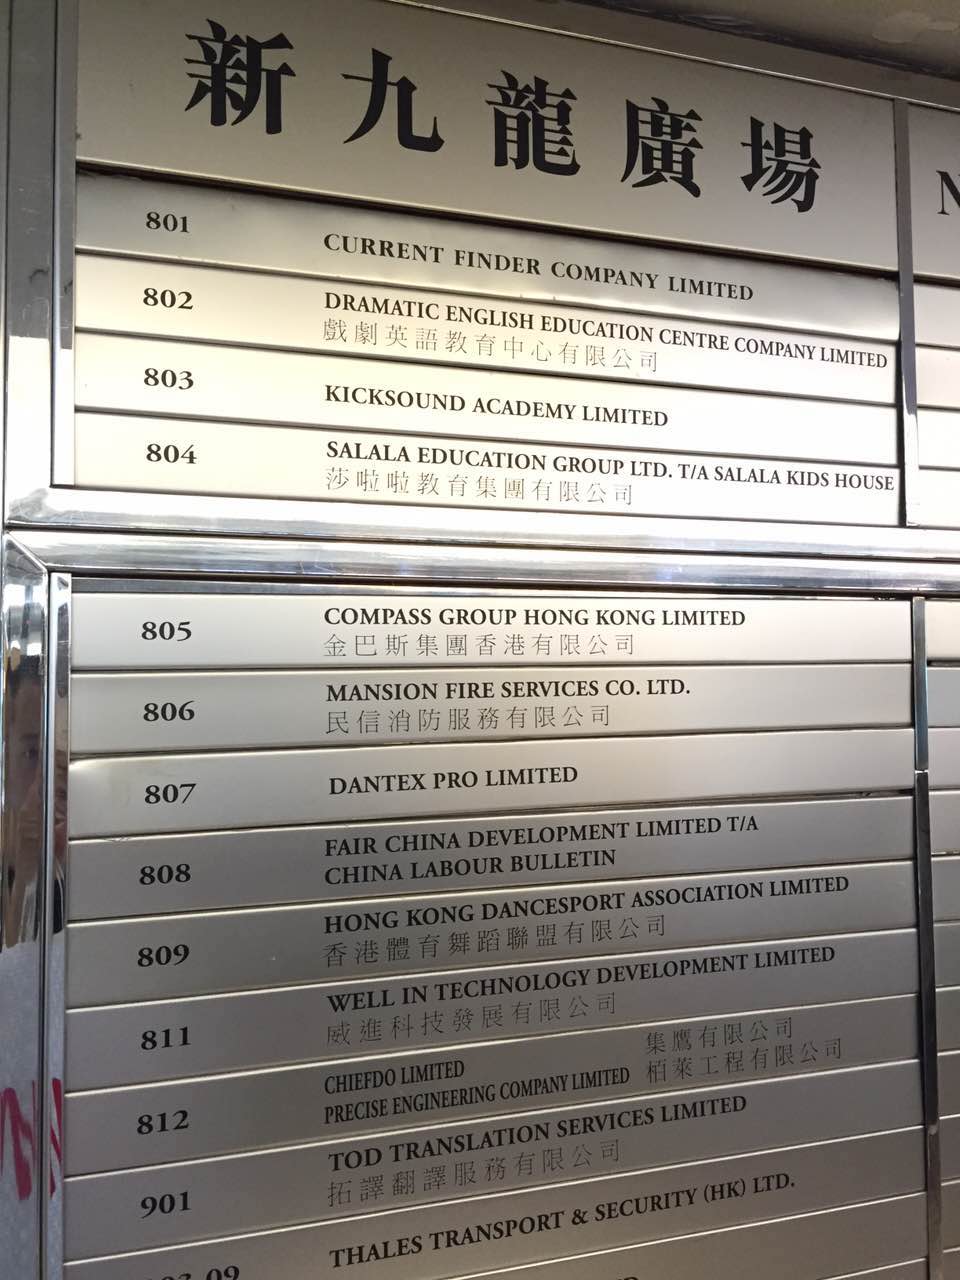 新九龍廣場
N
801 CURRENT FINDER COMPANY LIMITED
802 DRAMATIC ENGLISH EDUCATION CENTRE COMPANY LIMITED
戲劇英語教育中心有限公司
803 KICKSOUND ACADEMY LIMITED
804 SALALA EDUCATION GROUP LTD. T/A SALALA KIDS HOUSE
莎啦啦教育集團有限公司
805 COMPASS GROUP HONG KONG LIMITED
金巴斯集團香港有限公司
806 MANSION FIRE SERVICES CO. LTD.
民信消防服務有限公司
807 DANTEX PRO LIMITED
808 FAIR CHINA DEVELOPMENT LIMITED T/A
CHINA LABOUR BULLETIN
809 HONG KONG DANCESPORT ASSOCIATION LIMITED
香港體育舞蹈聯盟有限公司
811 WELL IN TECHNOLOGY DEVELOPMENT LIMITED
威進科技發展有限公司
812 CHIEFDO LIMITED 集鷹有限公司
PRECISE ENGINEERING COMPANY LIMITED 栢萊工程有限公司
901 TOD TRANSLATION SERVICES LIMITED
拓譯翻譯服務有限公司
THALES TRANSPORT & SECURITY (HK) LTD.